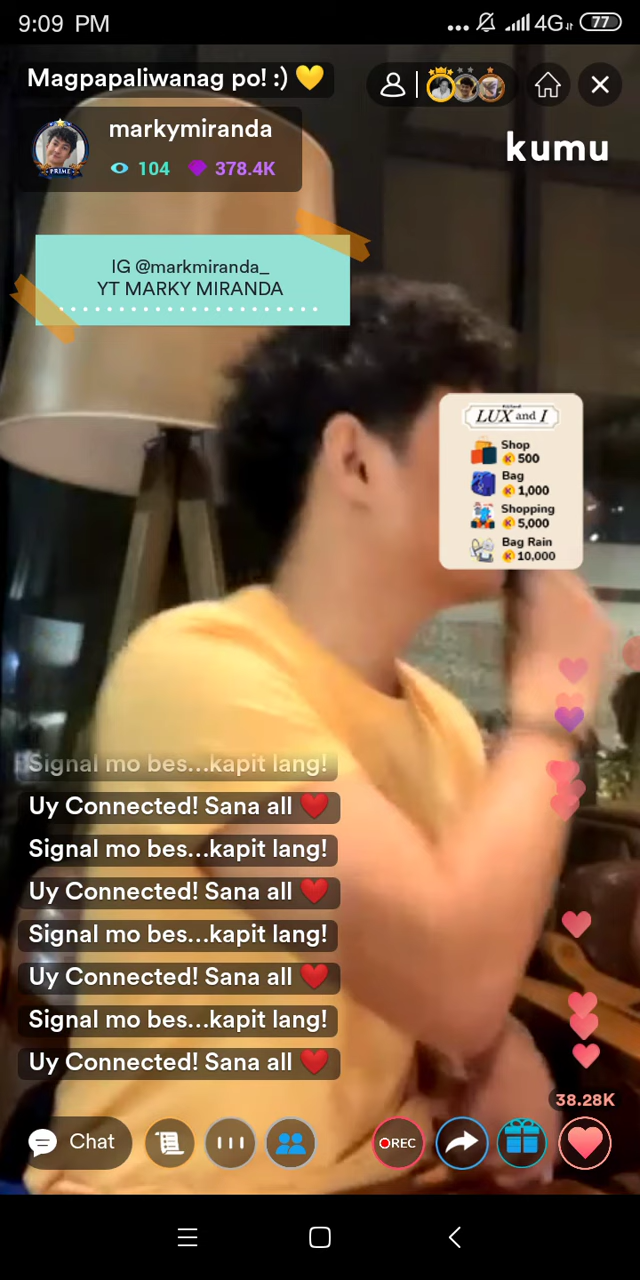 9:09 PM
4G
77
Magpapaliwanag po! :) 💛
markymiranda
PRIME
104
378.4K
kumu
IG @markmiranda_
YT MARKY MIRANDA
LUX and I
Shop
500
Bag
1,000
Shopping
5,000
Bag Rain
10,000
Signal mo bes...kapit lang!
Uy Connected! Sana all ❤️
Signal mo bes...kapit lang!
Uy Connected! Sana all ❤️
Signal mo bes...kapit lang!
Uy Connected! Sana all ❤️
Signal mo bes...kapit lang!
Uy Connected! Sana all ❤️
38.28K
Chat
REC